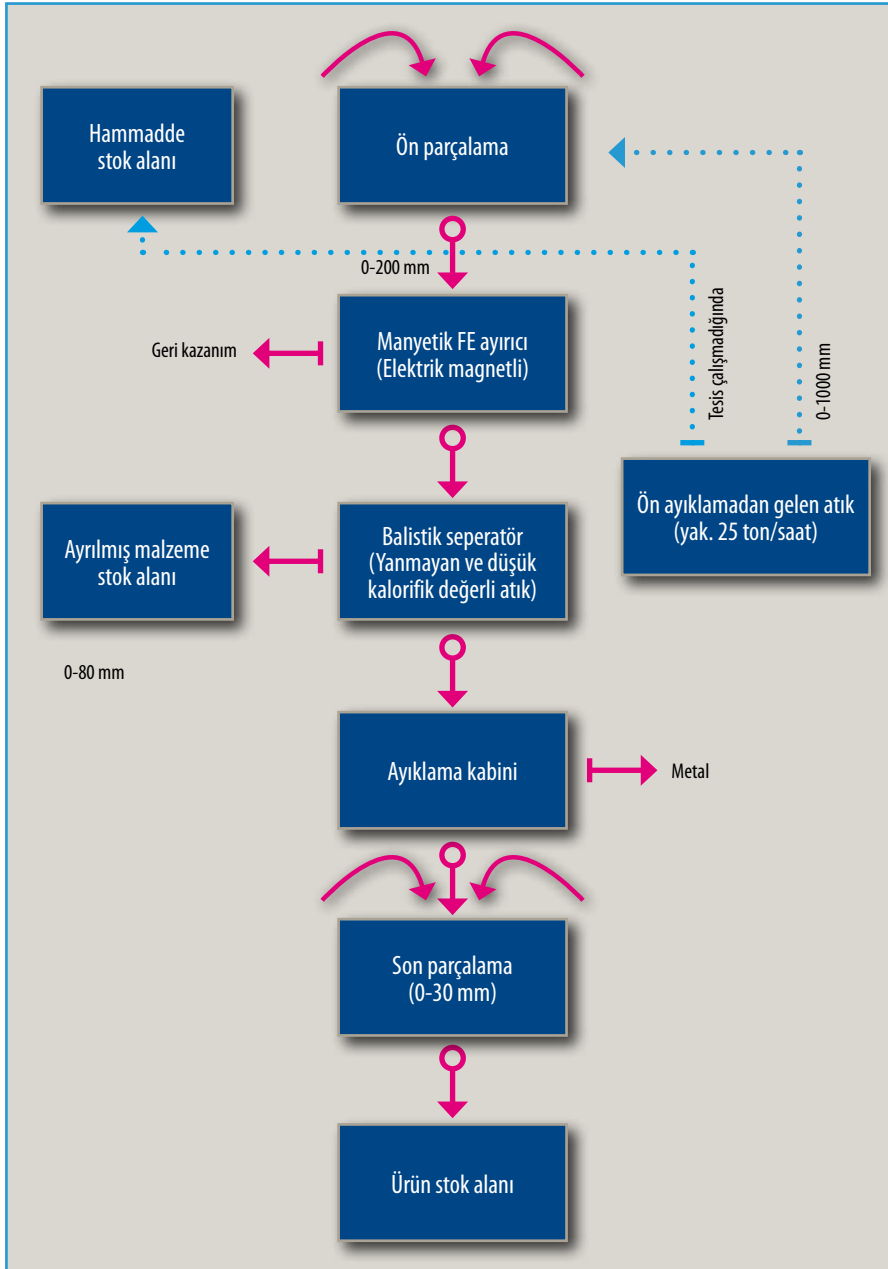 Hammadde
stok alanı
Ön parçalama
0-200 mm
Geri kazanım
Manyetik FE ayırıcı
(Elektrik magnetli)
Tesis çalışmadığında
0-1000 mm
Ön ayıklamadan gelen atık
(yak. 25 ton/saat)
Ayrılmış malzeme
stok alanı
Balistik seperatör
(Yanmayan ve düşük
kalorifik değerli atık)
0-80 mm
Ayıklama kabini
Metal
Son parçalama
(0-30 mm)
Ürün stok alanı